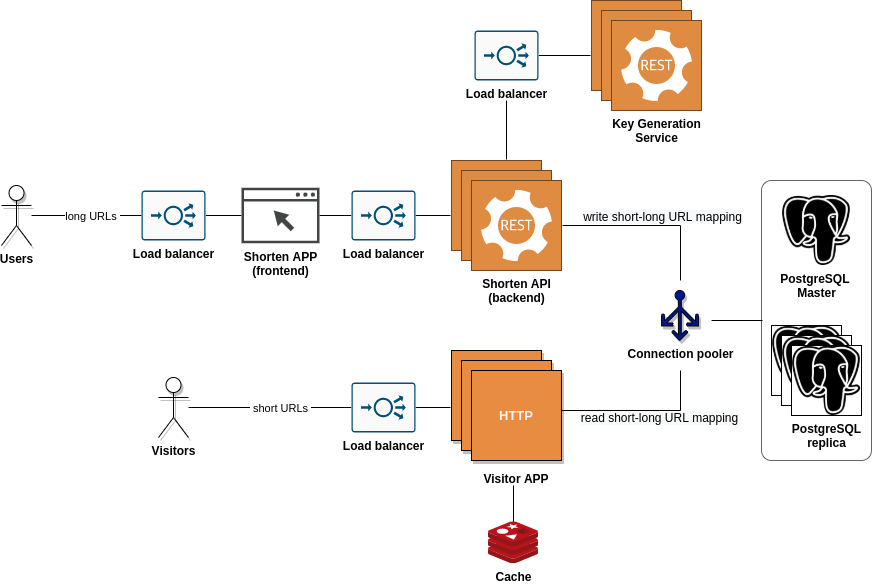 REST
Load balancer
Key Generation
Service
long URLs
Users
Load balancer
Shorten APP
(frontend)
Load balancer
REST
Shorten API
(backend)
write short-long URL mapping
PostgreSQL
Master
Connection pooler
PostgreSQL
replica
short URLs
Visitors
Load balancer
HTTP
read short-long URL mapping
Visitor APP
Cache